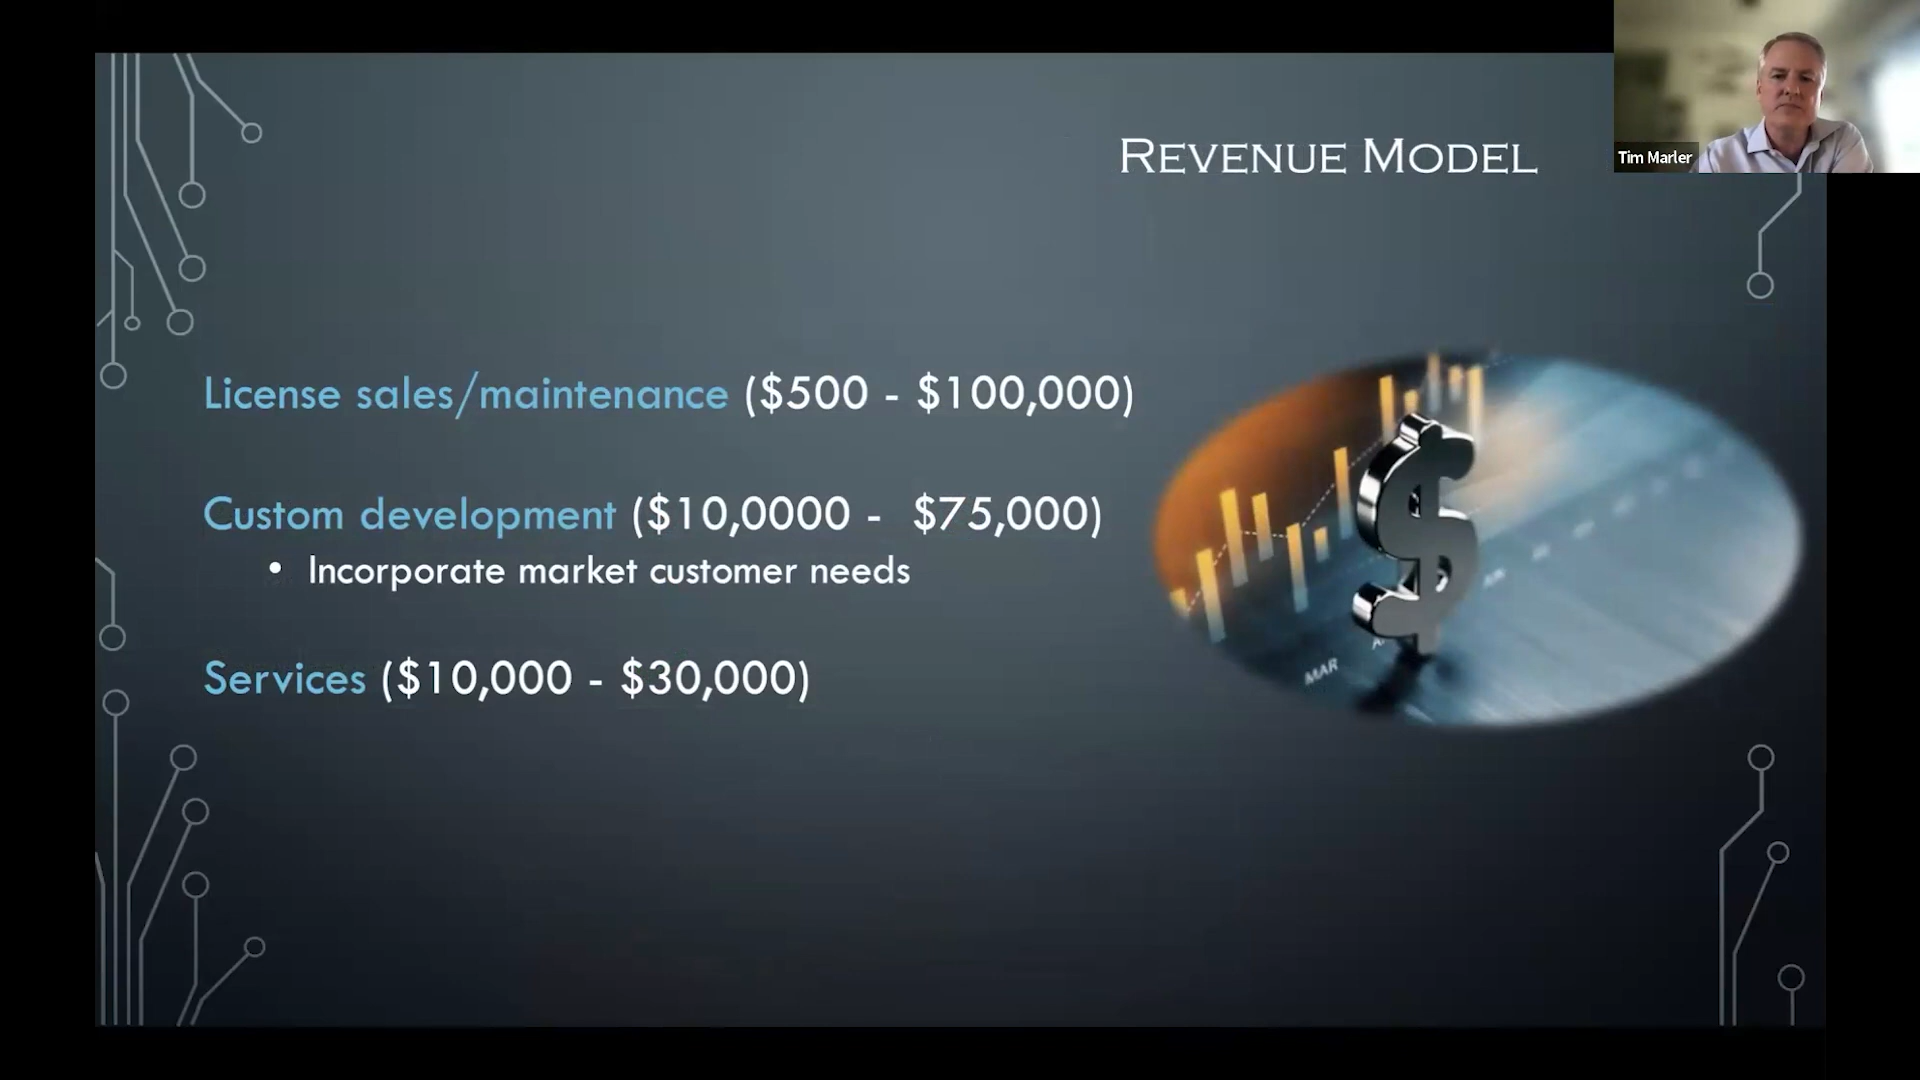 Revenue Model
Tim Marler
License sales/maintenance ($500 - $100,000)
Custom development ($10,0000 - $75,000)
• Incorporate market customer needs
Services ($10,000 - $30,000)
MAR